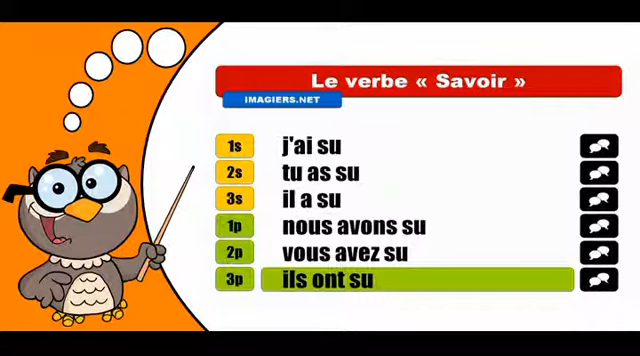 Le verbe « Savoir »
IMAGIERS.NET
1s j'ai su
2s tu as su
3s il a su
1p nous avons su
2p vous avez su
3p ils ont su